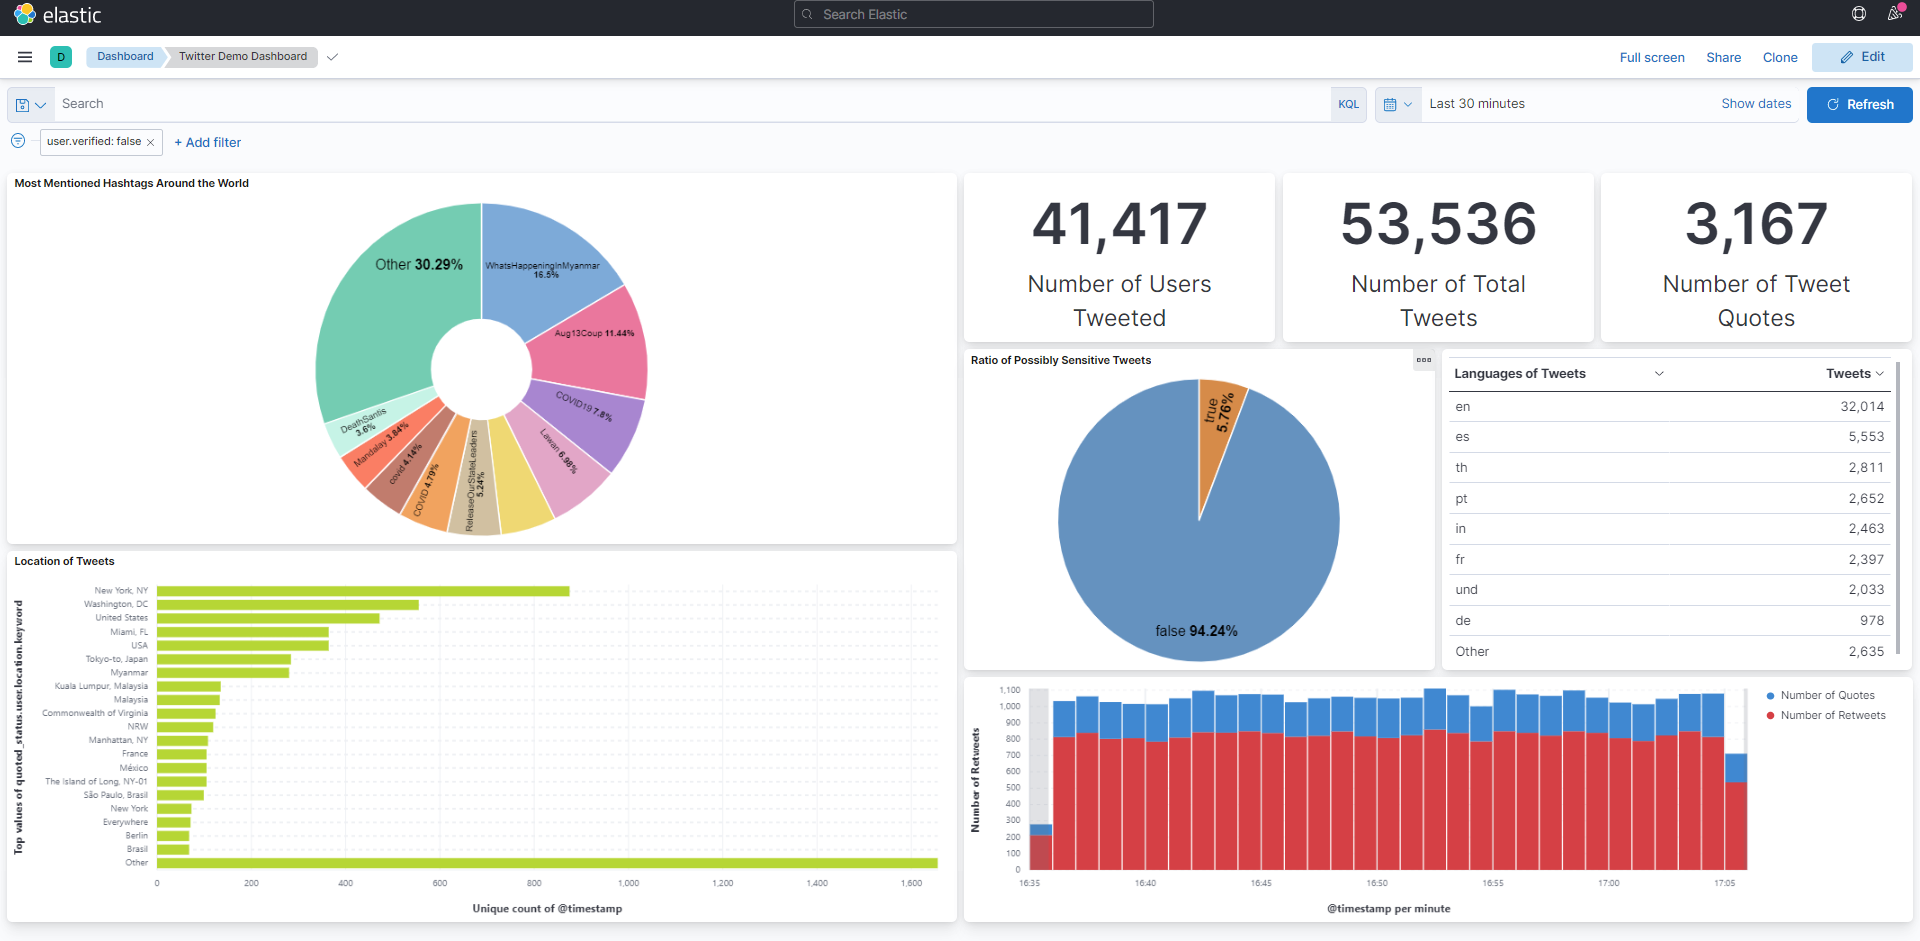 elastic
Search Elastic
D
Dashboard
Twitter Demo Dashboard
Full screen
Share
Clone
Edit
Search
KQL
Last 30 minutes
Show dates
Refresh
user.verified: false
+ Add filter
Most Mentioned Hashtags Around the World
Other 30.29%
WhatsHappeningInMyanmar
16.5%
Aug13Coup 11.44%
COVID19 7.8%
Lawan 6.98%
ReleaseOurStateLeaders
5.24%
COVID 4.79%
covid 4.14%
Mandalay 3.84%
DeathSantis
3.6%
41,417
Number of Users
Tweeted
53,536
Number of Total
Tweets
3,167
Number of Tweet
Quotes
Ratio of Possibly Sensitive Tweets
true
5.76%
false 94.24%
Languages of Tweets
Tweets
en 32,014
es 5,553
th 2,811
pt 2,652
in 2,463
fr 2,397
und 2,033
de 978
Other 2,635
Location of Tweets
Top values of quoted_status.user.location.keyword
New York, NY
Washington, DC
United States
Miami, FL
USA
Tokyo-to, Japan
Myanmar
Kuala Lumpur, Malaysia
Malaysia
Commonwealth of Virginia
NRW
Manhattan, NY
France
México
The Island of Long, NY-01
São Paulo, Brasil
New York
Everywhere
Berlin
Brasil
Other
0 200 400 600 800 1,000 1,200 1,400 1,600
Unique count of @timestamp
Number of Retweets
1,100
1,000
900
800
700
600
500
400
300
200
100
0
16:35 16:40 16:45 16:50 16:55 17:00 17:05
@timestamp per minute
Number of Quotes
Number of Retweets